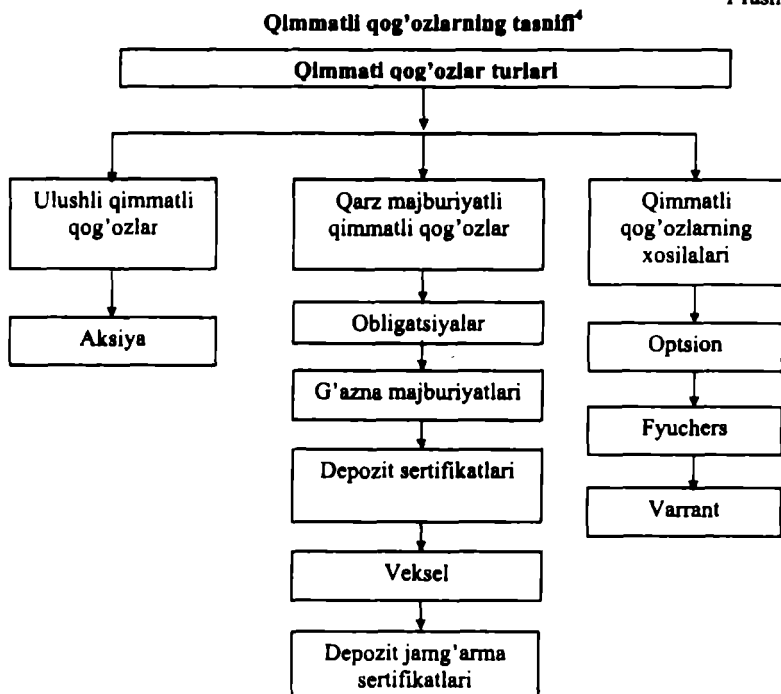 Qimmatli qog'ozlarning tasnifi⁴
Qimmati qog'ozlar turlari
Ulushli qimmatli
qog'ozlar
Aksiya
Qarz majburiyatli
qimmatli qog'ozlar
Obligatsiyalar
G'azna majburiyatlari
Depozit sertifikatlari
Veksel
Depozit jamg'arma
sertifikatlari
Qimmatli
qog'ozlarning
xosilalari
Optsion
Fyuchers
Varrant